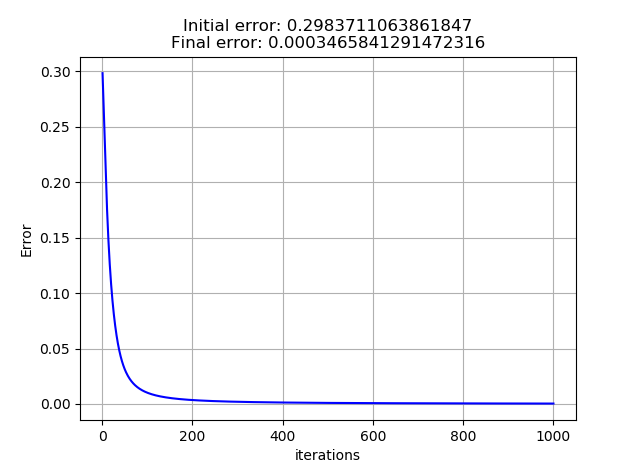 Initial error: 0.2983711063861847
Final error: 0.0003465841291472316
0.30
0.25
0.20
0.15
0.10
0.05
0.00
Error
0 200 400 600 800 1000
iterations